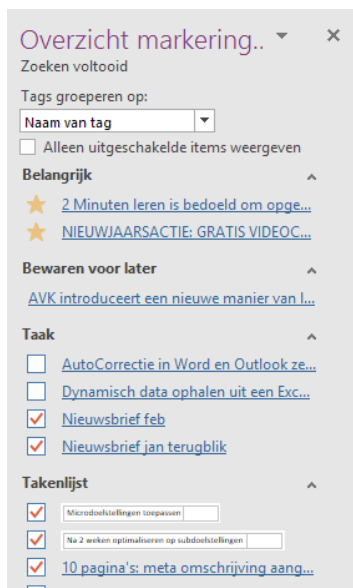 Overzicht markering..
Zoeken voltooid
Tags groeperen op:
Naam van tag
Alleen uitgeschakelde items weergeven
Belangrijk
2 Minuten leren is bedoeld om opge...
NIEUWJAARSACTIE: GRATIS VIDEOC...
Bewaren voor later
AVK introduceert een nieuwe manier van l...
Taak
AutoCorrectie in Word en Outlook ze...
Dynamisch data ophalen uit een Exc...
Nieuwsbrief feb
Nieuwsbrief jan terugblik
Takenlijst
Microdoelstellingen toepassen
Na 2 weken optimaliseren op subdoelstellingen
10 pagina's: meta omschrijving aang...